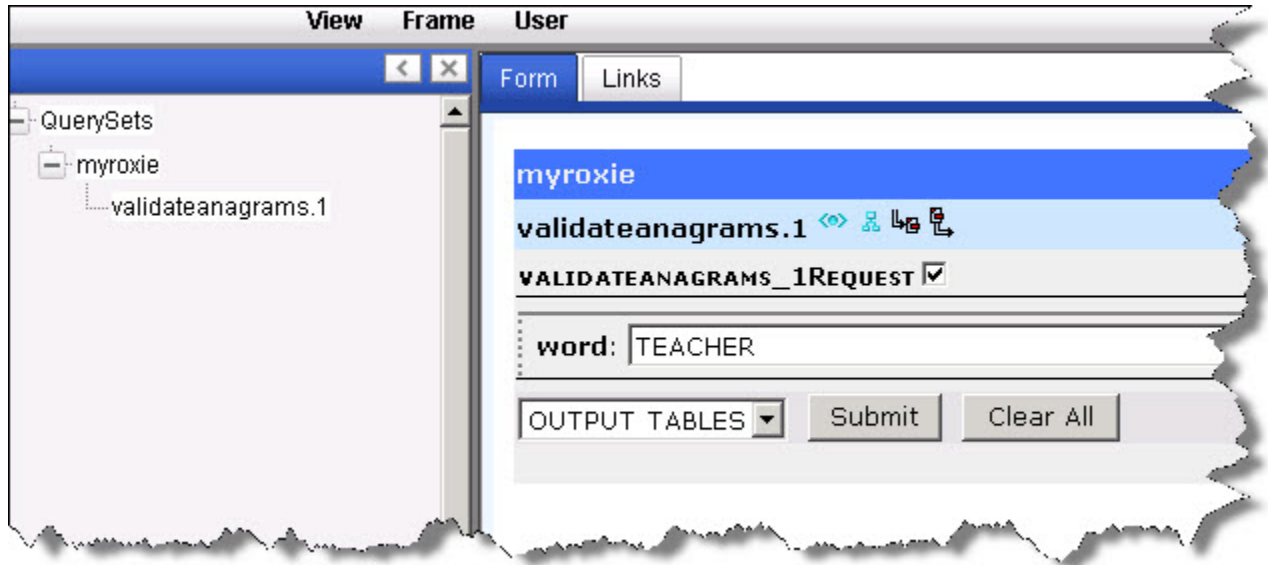 View Frame User
Form Links
QuerySets
myroxie
validateanagrams.1
myroxie
validateanagrams.1
VALIDATEANAGRAMS_1REQUEST
word: TEACHER
OUTPUT TABLES Submit Clear All